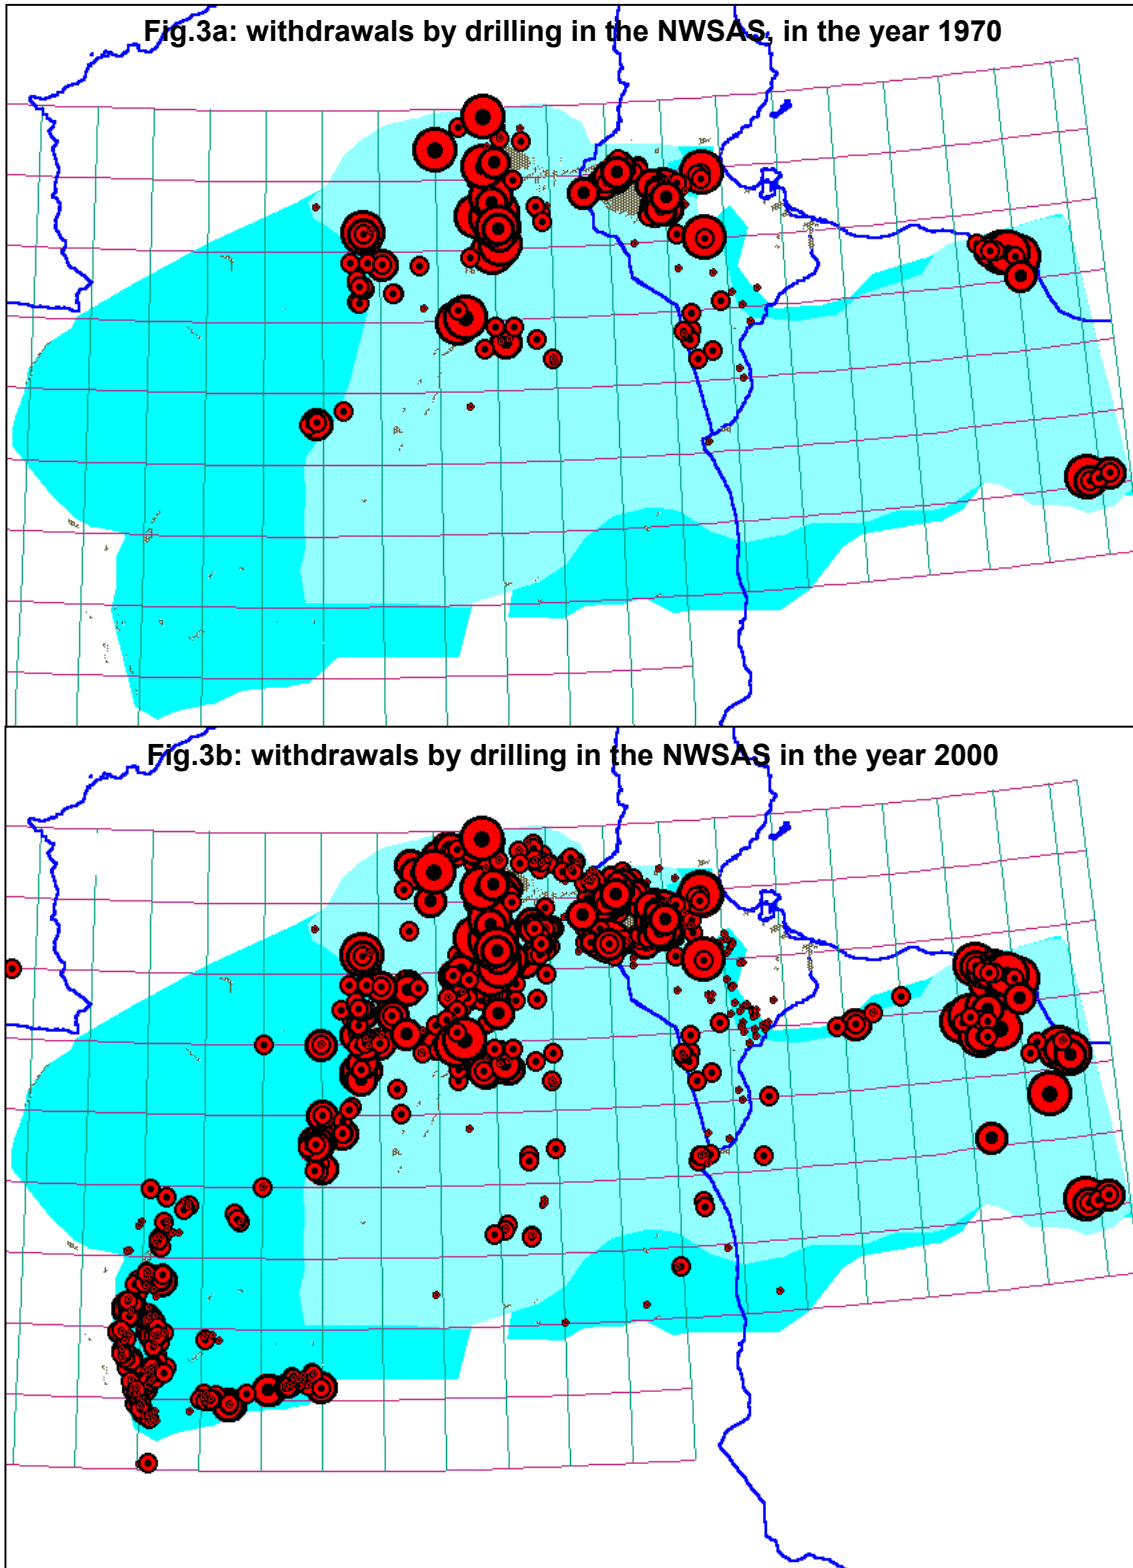 Fig.3a: withdrawals by drilling in the NWSAS, in the year 1970
Fig.3b: withdrawals by drilling in the NWSAS in the year 2000